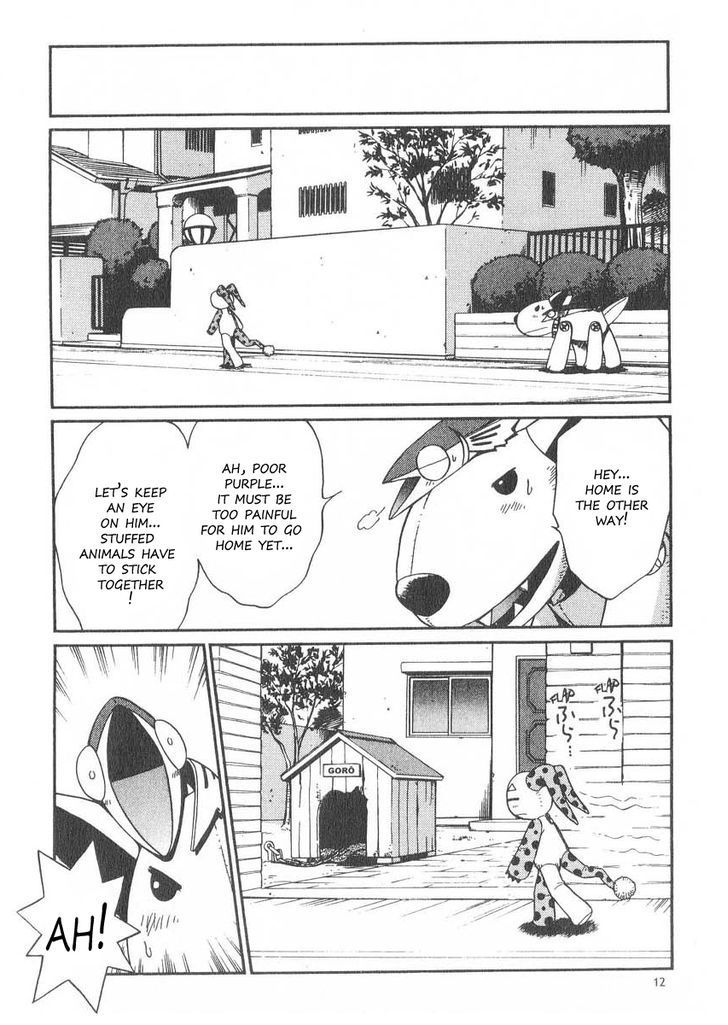 HEY...
HOME IS
THE OTHER
WAY!
AH, POOR
PURPLE...
IT MUST BE
TOO PAINFUL
FOR HIM TO GO
HOME YET...
LET'S KEEP
AN EYE
ON HIM...
STUFFED
ANIMALS HAVE
TO STICK
TOGETHER
!
AH!
GORÔ
FLAP
ふら
FLAP
ふら...
12